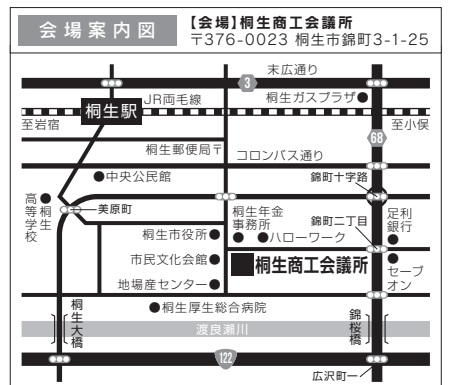 会場案内図
【会場】桐生商工会議所
〒376-0023 桐生市錦町3-1-25
末広通り
3
JR両毛線
桐生ガスプラザ
桐生駅
至岩宿
68
至小俣
桐生郵便局〒
コロンバス通り
中央公民館
錦町十字路
桐生
高等学校
美原町
桐生年金
事務所
ハローワーク
錦町二丁目
足利
銀行
桐生市役所
市民文化会館
桐生商工会議所
地場産センター
セーブ
オン
桐生厚生総合病院
桐生大橋
渡良瀬川
錦桜橋
122
広沢町一